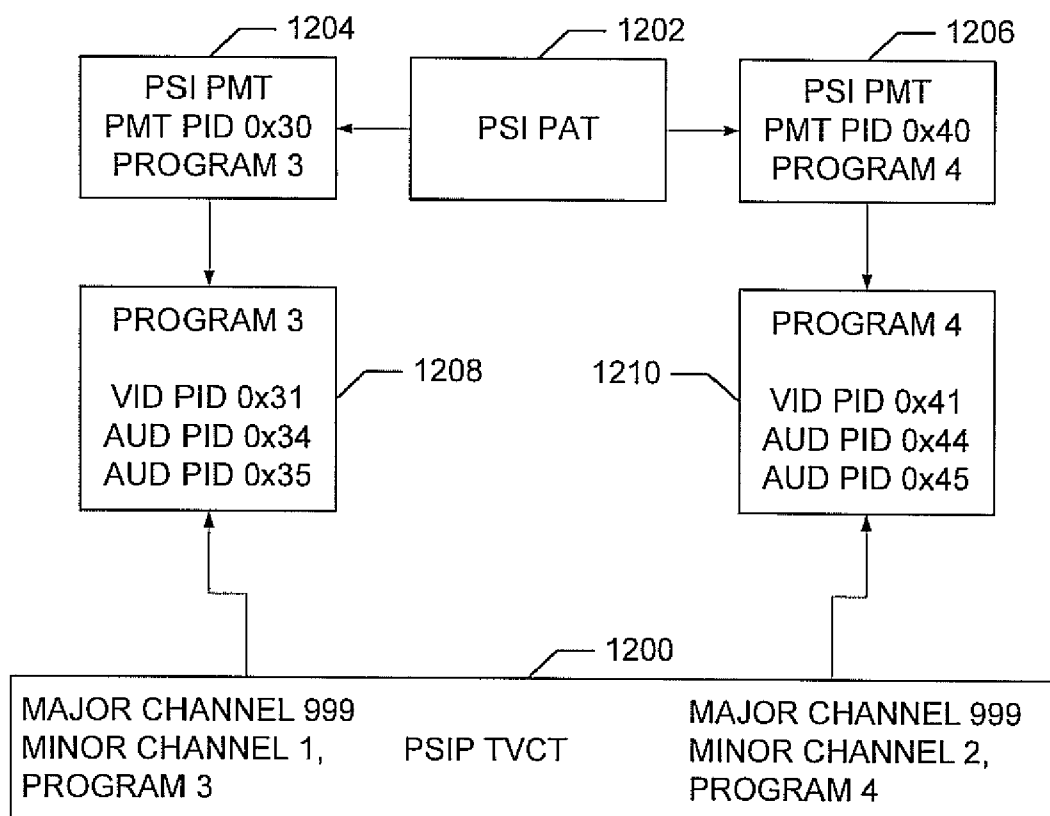 1204
1202
1206
PSI PMT
PMT PID 0x30
PROGRAM 3
PSI PAT
PSI PMT
PMT PID 0x40
PROGRAM 4
PROGRAM 3
VID PID 0x31
AUD PID 0x34
AUD PID 0x35
1208
1210
PROGRAM 4
VID PID 0x41
AUD PID 0x44
AUD PID 0x45
1200
MAJOR CHANNEL 999
MINOR CHANNEL 1,
PROGRAM 3
PSIP TVCT
MAJOR CHANNEL 999
MINOR CHANNEL 2,
PROGRAM 4